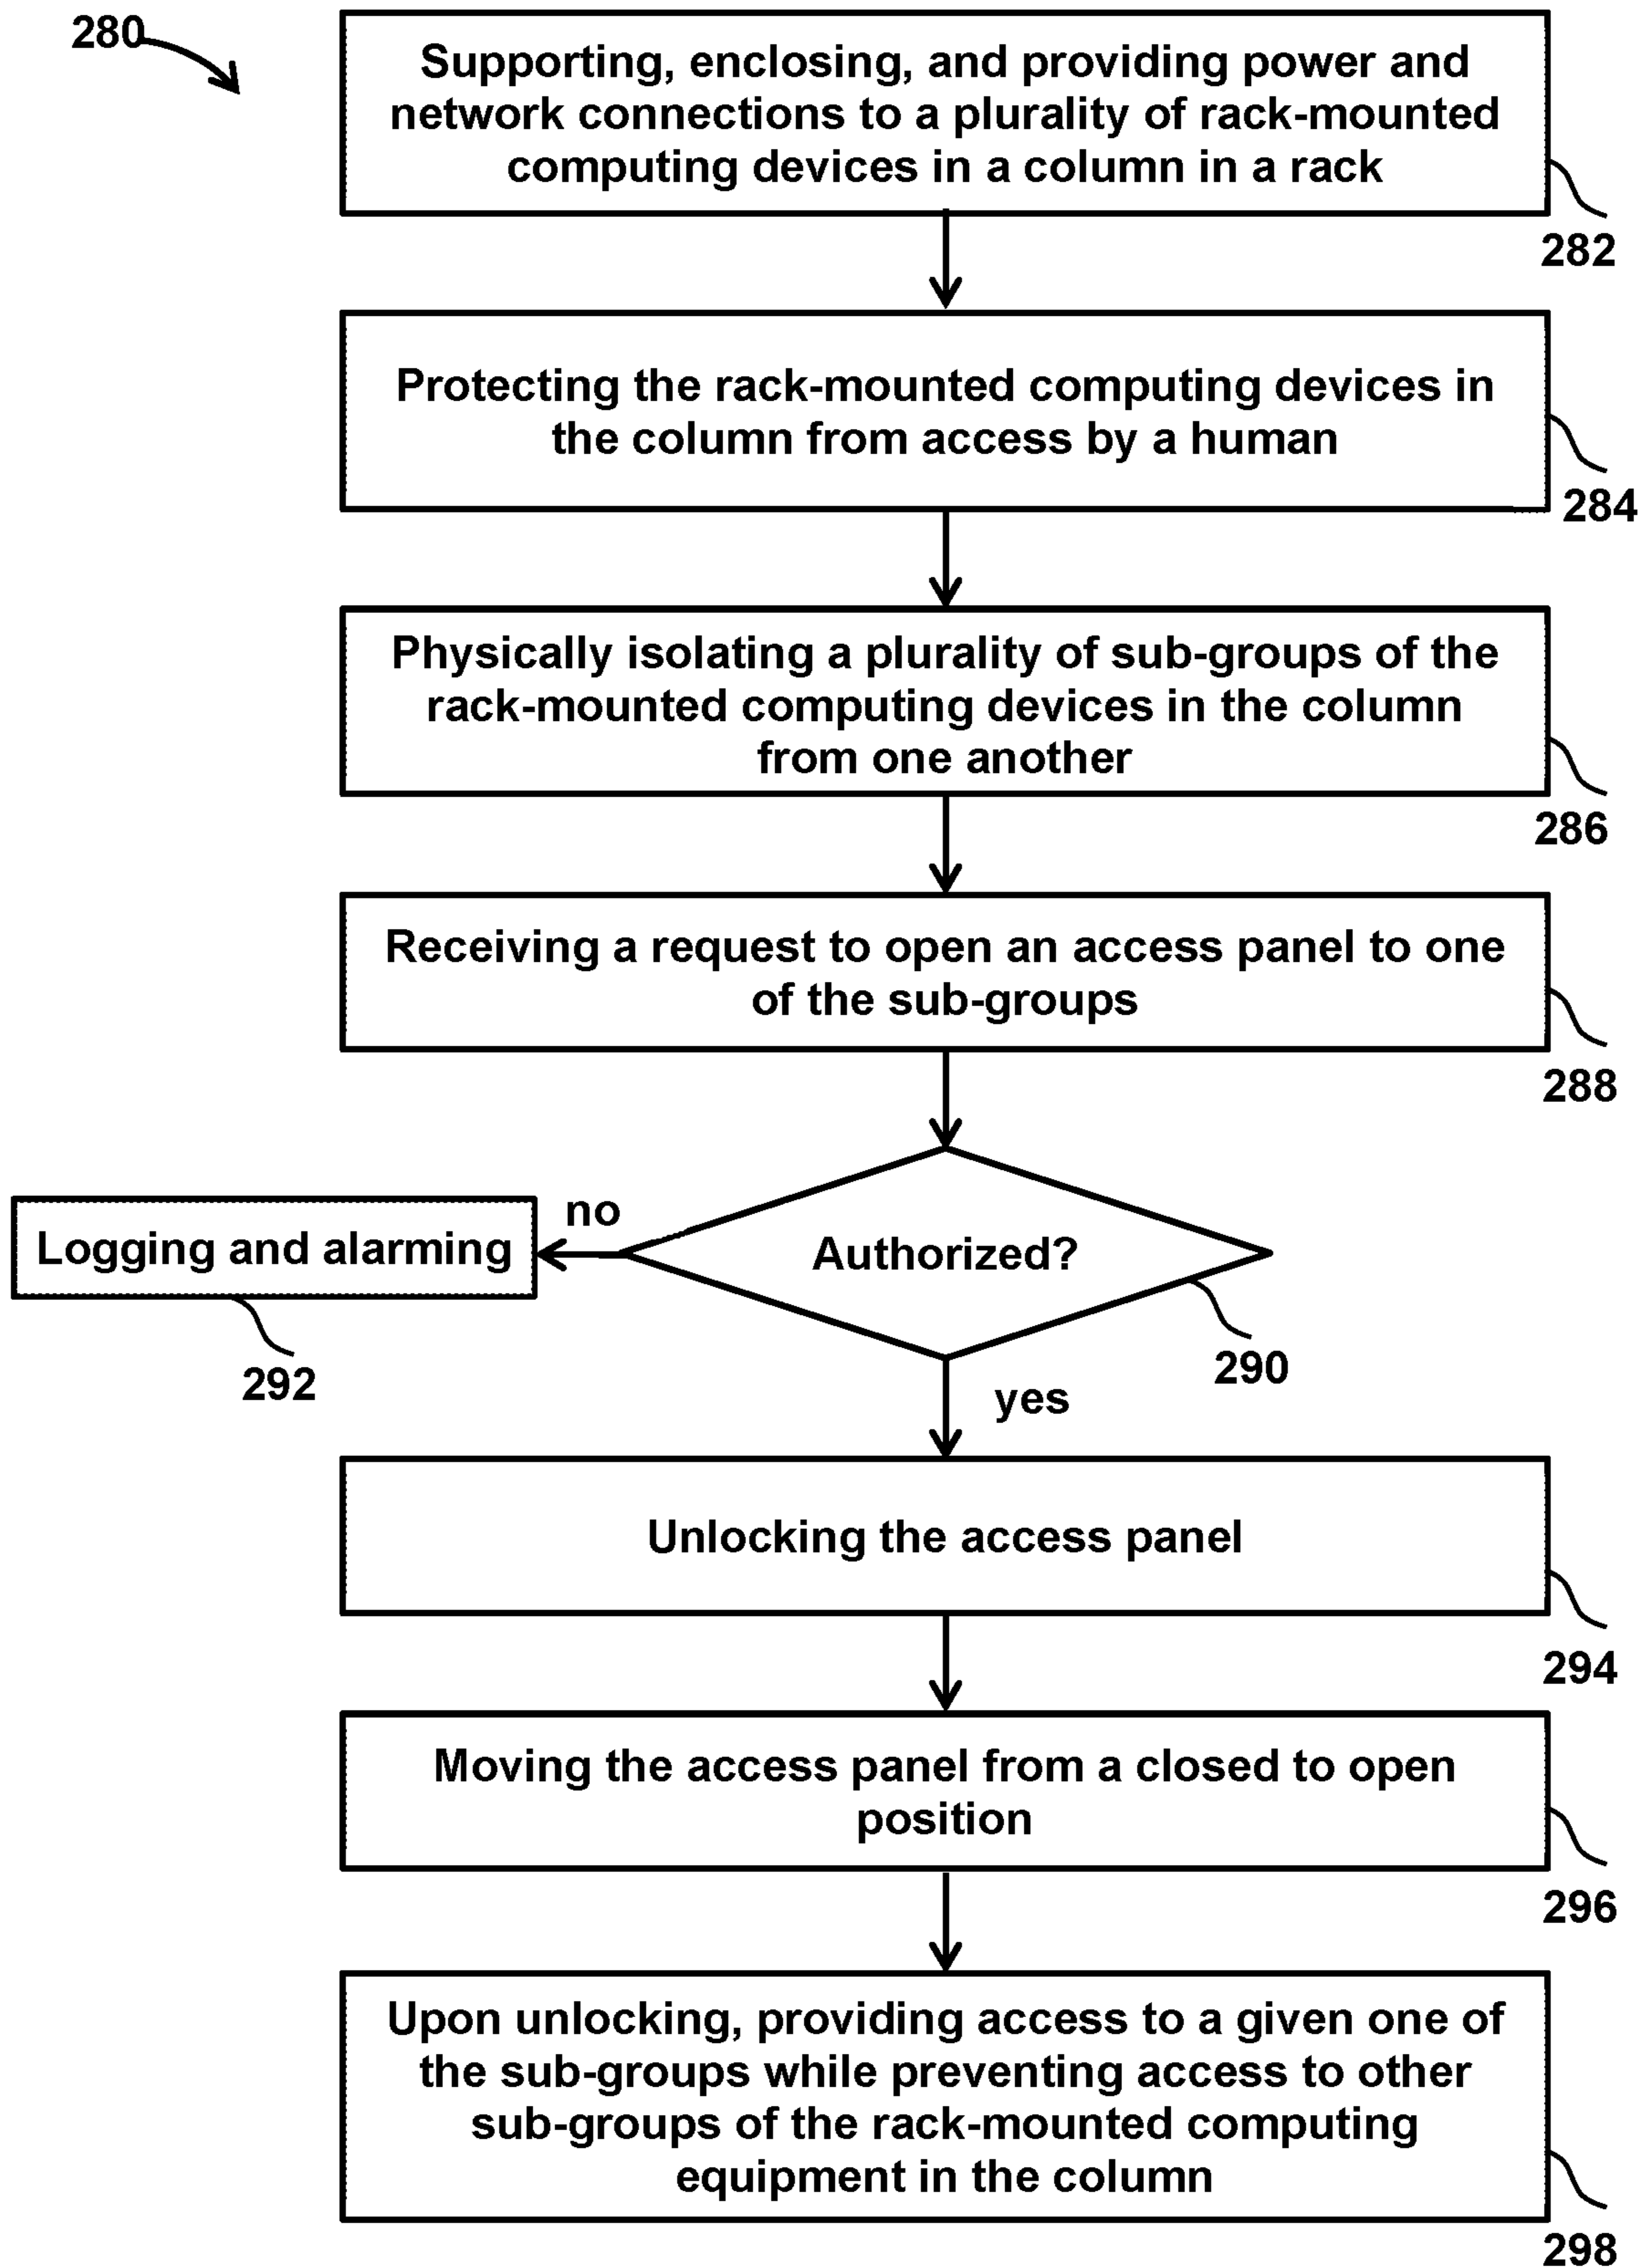 280
Supporting, enclosing, and providing power and
network connections to a plurality of rack-mounted
computing devices in a column in a rack
282
Protecting the rack-mounted computing devices in
the column from access by a human
284
Physically isolating a plurality of sub-groups of the
rack-mounted computing devices in the column
from one another
286
Receiving a request to open an access panel to one
of the sub-groups
288
Authorized?
290
no
Logging and alarming
292
yes
Unlocking the access panel
294
Moving the access panel from a closed to open
position
296
Upon unlocking, providing access to a given one of
the sub-groups while preventing access to other
sub-groups of the rack-mounted computing
equipment in the column
298